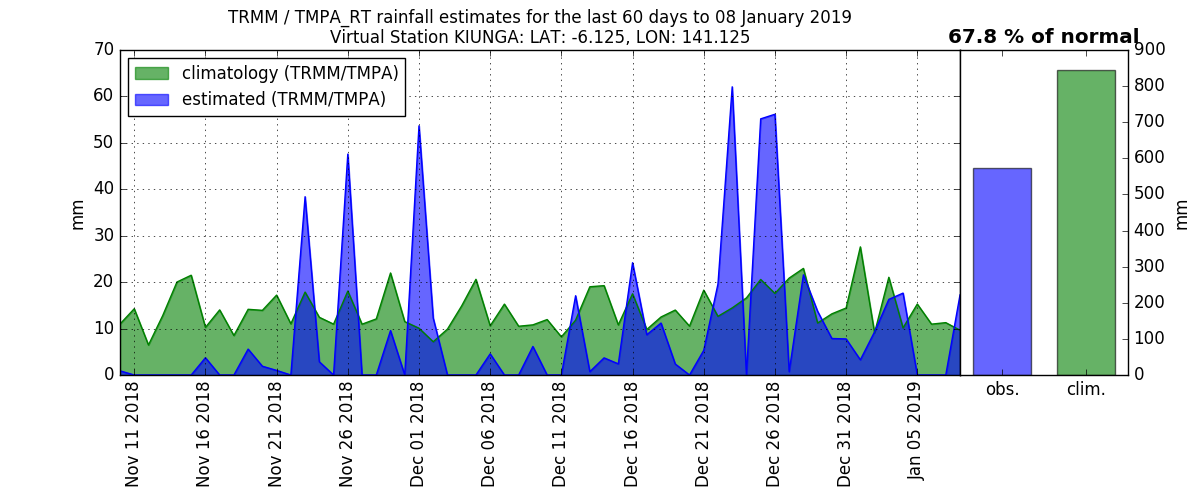 TRMM / TMPA_RT rainfall estimates for the last 60 days to 08 January 2019
Virtual Station KIUNGA: LAT: -6.125, LON: 141.125
67.8 % of normal
climatology (TRMM/TMPA)
estimated (TRMM/TMPA)
mm
70
60
50
40
30
20
10
0
Nov 11 2018
Nov 16 2018
Nov 21 2018
Nov 26 2018
Dec 01 2018
Dec 06 2018
Dec 11 2018
Dec 16 2018
Dec 21 2018
Dec 26 2018
Dec 31 2018
Jan 05 2019
obs.
clim.
900
800
700
600
500
400
300
200
100
0
mm